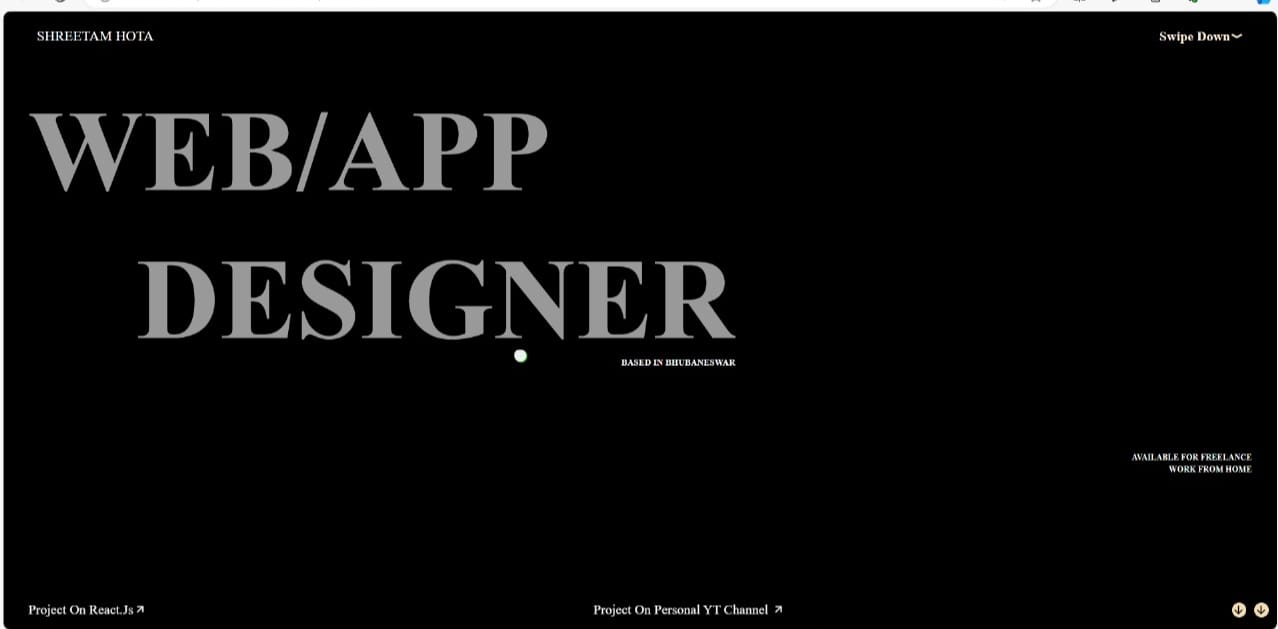 SHREETAM HOTA
Swipe Down
WEB/APP
DESIGNER
BASED IN BHUBANESWAR
AVAILABLE FOR FREELANCE
WORK FROM HOME
Project On React.Js
Project On Personal YT Channel